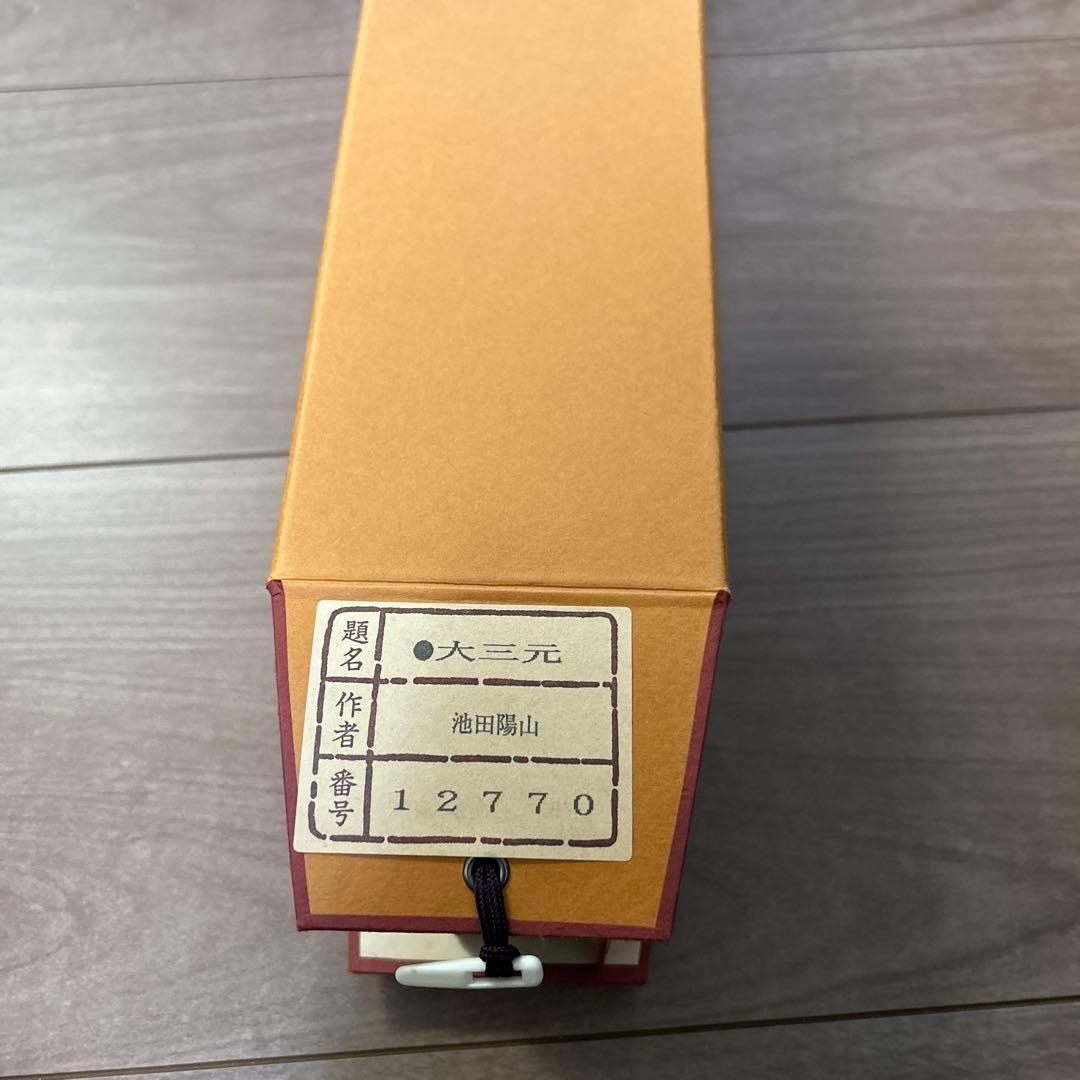 題名 ●大三元
作者 池田陽山
番号 12770